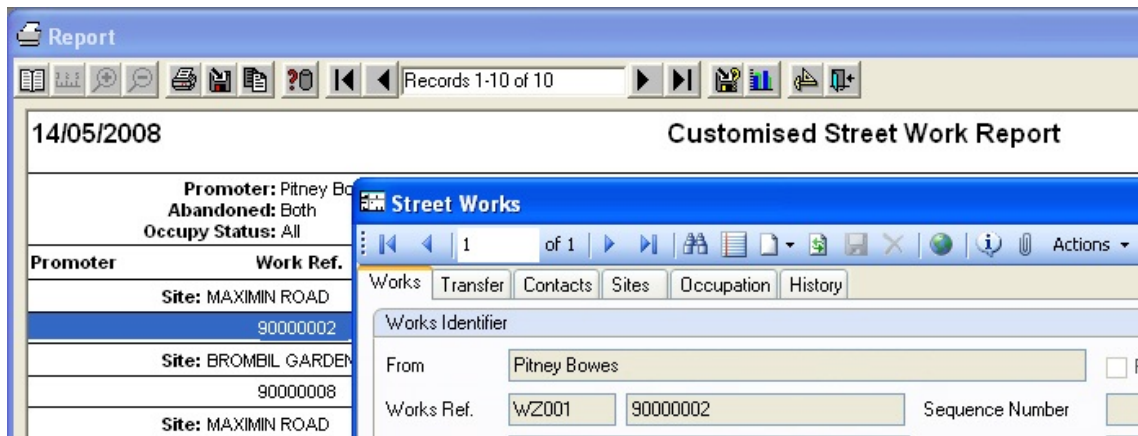 Report
Records 1-10 of 10
14/05/2008 Customised Street Work Report
Promoter: Pitney Bo
Abandoned: Both
Occupy Status: All
Promoter Work Ref.
Site: MAXIMIN ROAD
90000002
Site: BROMBIL GARDEN
90000008
Site: MAXIMIN ROAD
Street Works
1 of 1 Actions
Works Transfer Contacts Sites Occupation History
Works Identifier
From Pitney Bowes
Works Ref. WZ001 90000002 Sequence Number